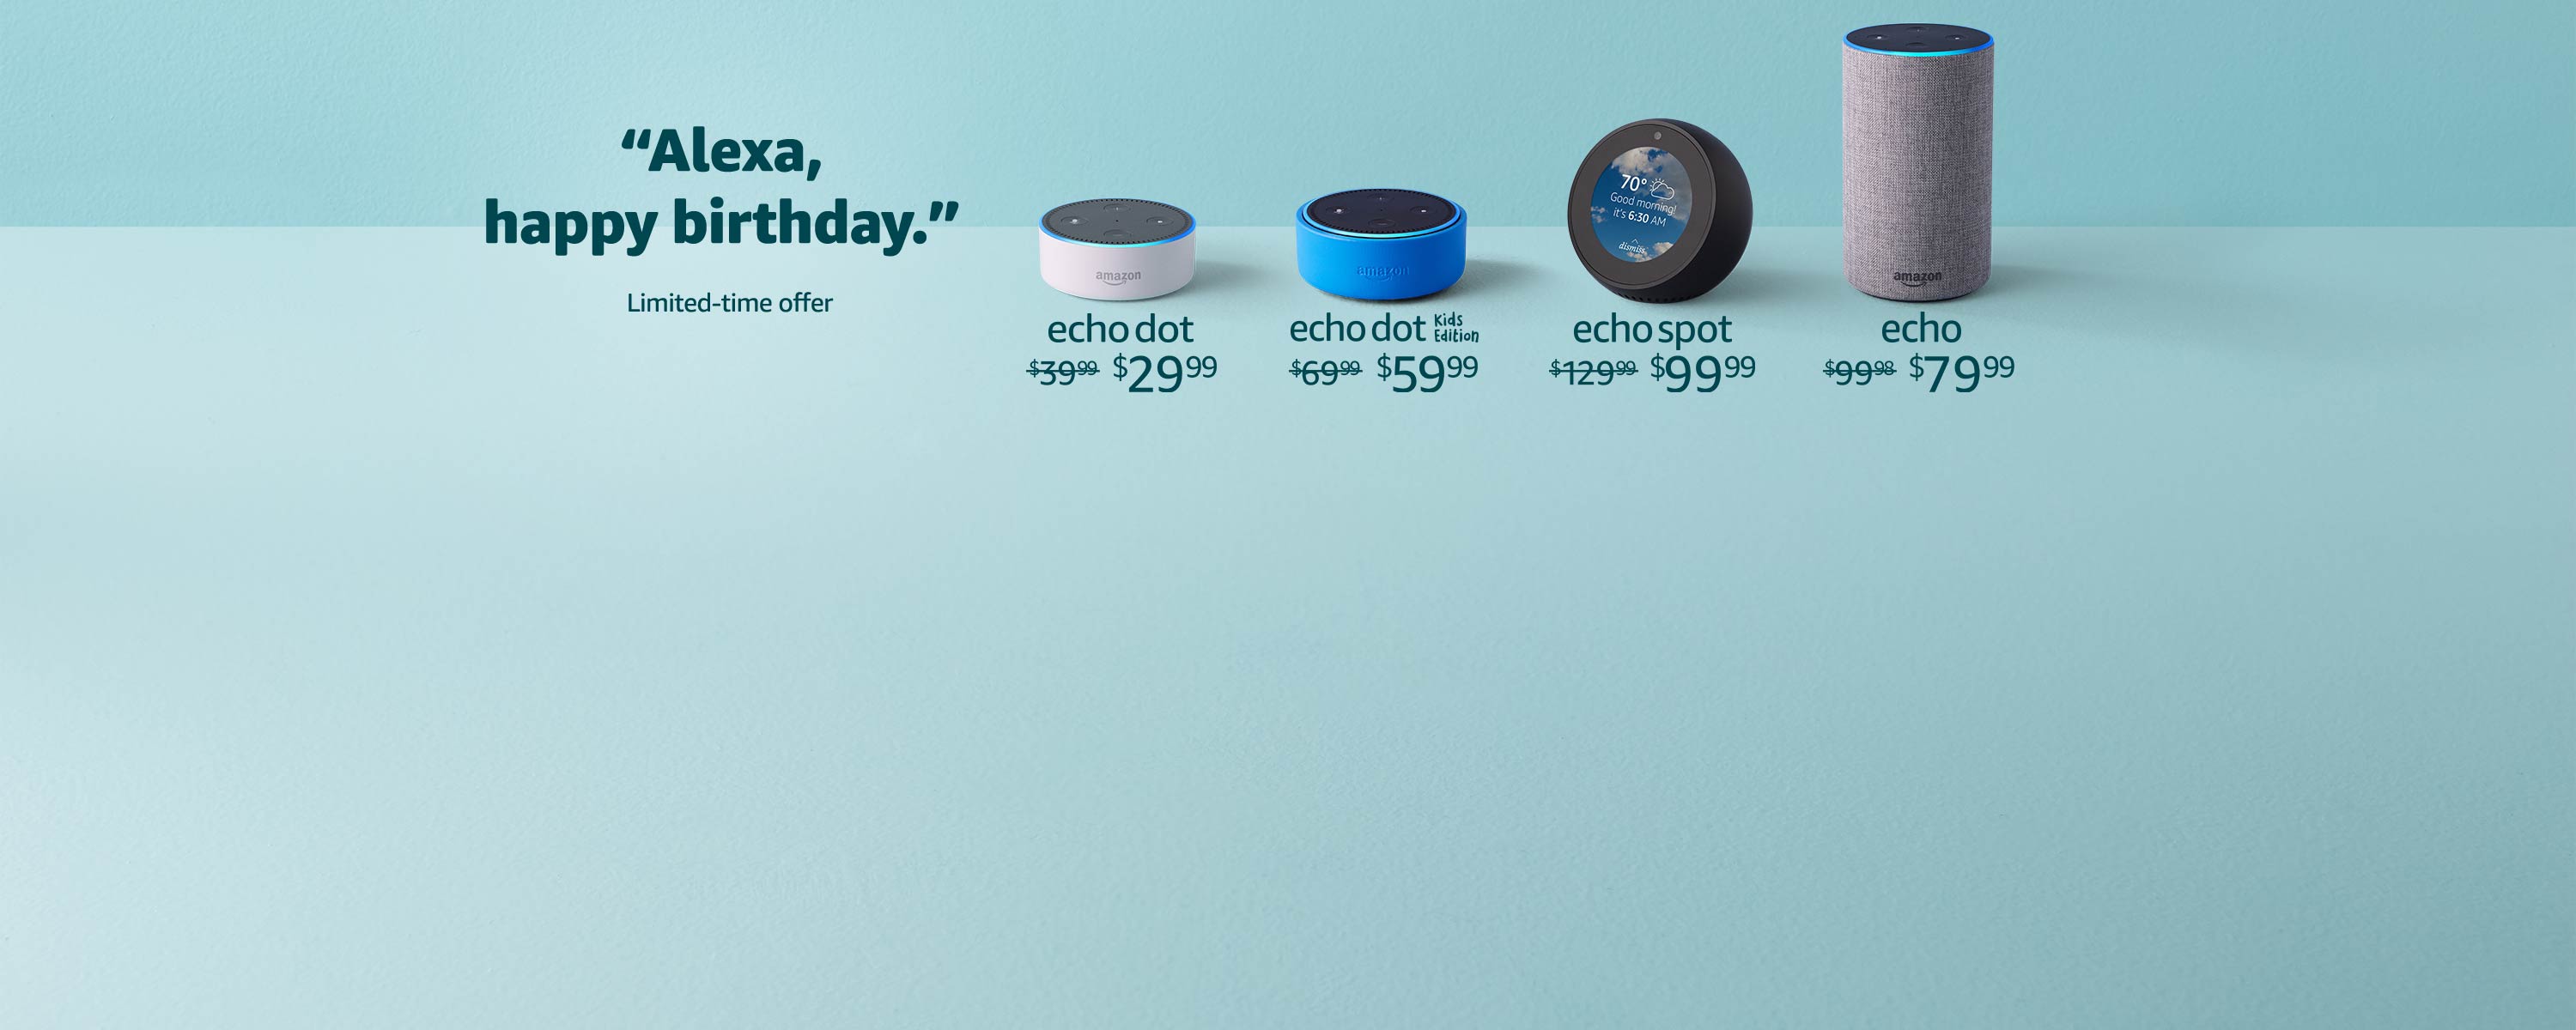 “Alexa,
happy birthday.”
Limited-time offer
amazon
echo dot
$39.99 $29.99
amazon
echo dot Kids Edition
$69.99 $59.99
70°
Good morning!
it's 6:30 AM
dismiss
echo spot
$129.99 $99.99
amazon
echo
$99.98 $79.99